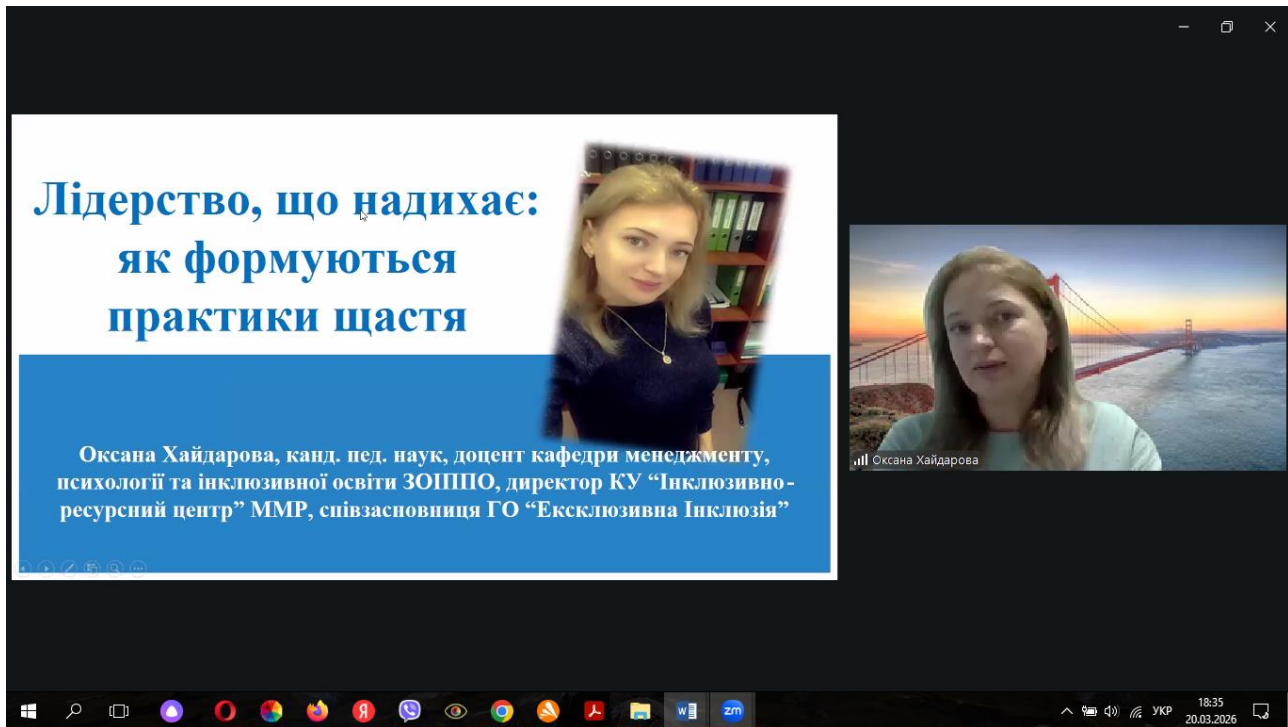 Лідерство, що надихає:
як формуються
практики щастя
Оксана Хайдарова, канд. пед. наук, доцент кафедри менеджменту,
психології та інклюзивної освіти ЗОІППО, директор КУ “Інклюзивно-
ресурсний центр” ММР, співзасновниця ГО “Ексклюзивна Інклюзія”
Оксана Хайдарова
Я
W
zm
УКР
18:35
20.03.2026